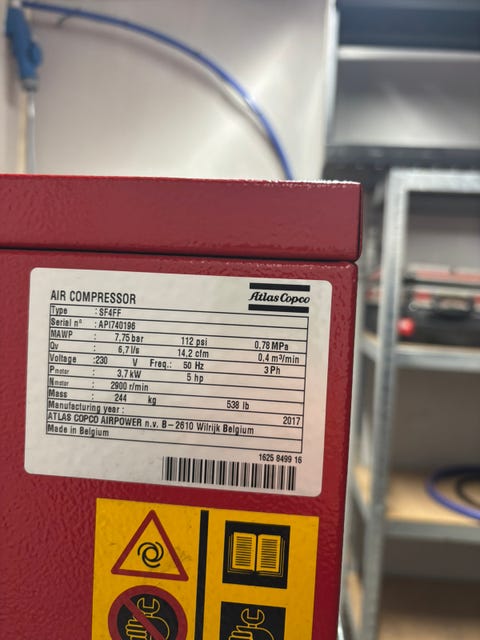 AIR COMPRESSOR
Atlas Copco
Type : SF4FF
Serial n° : API740196
MAWP : 7.75 bar 112 psi 0,78 MPa
Qv : 6,7 l/s 14,2 cfm 0,4 m³/min
Voltage :230 V Freq.: 50 Hz 3 Ph
Pmotor : 3.7 kW 5 hp
Nmotor : 2900 r/min
Mass : 244 kg 538 lb
Manufacturing year : 2017
ATLAS COPCO AIRPOWER n.v. B – 2610 Wilrijk Belgium
Made in Belgium
1625 8499 16